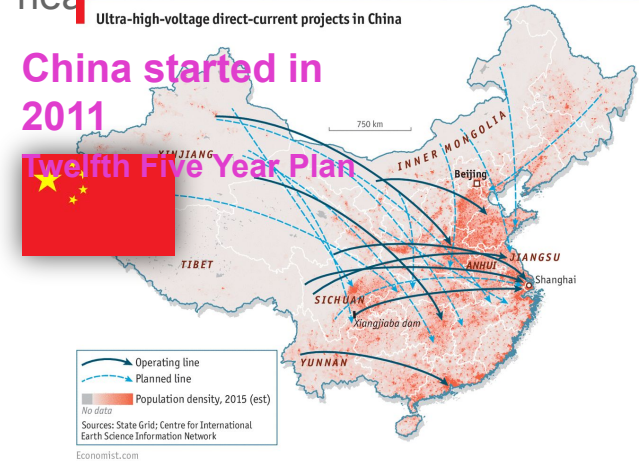 Ultra-high-voltage direct-current projects in China
China started in
2011
Twelfth Five Year Plan
750 km
XINJIANG
INNER MONGOLIA
Beijing
TIBET
JIANGSU
ANHUI
Shanghai
SICHUAN
Xiangjiaba dam
YUNNAN
Operating line
Planned line
Population density, 2015 (est)
No data
Sources: State Grid; Centre for International
Earth Science Information Network
Economist.com